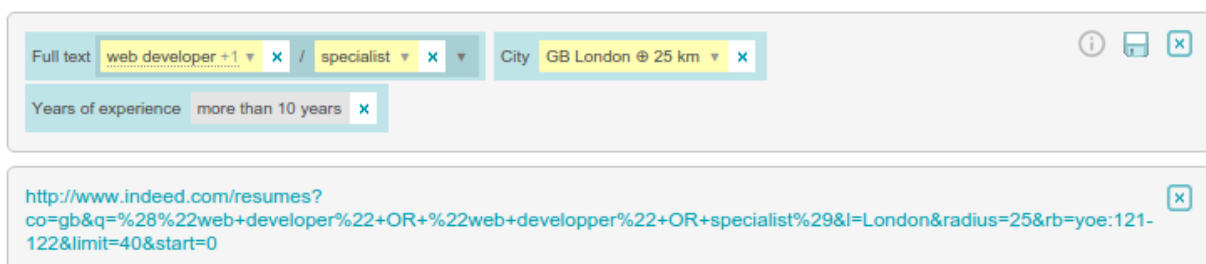 Full text web developer +1 ▾ × / specialist ▾ × ▾ City GB London ⊕ 25 km ▾ ×
Years of experience more than 10 years ×
http://www.indeed.com/resumes?
co=gb&q=%28%22web+developer%22+OR+%22web+developper%22+OR+specialist%29&l=London&radius=25&rb=yoe:121-
122&limit=40&start=0